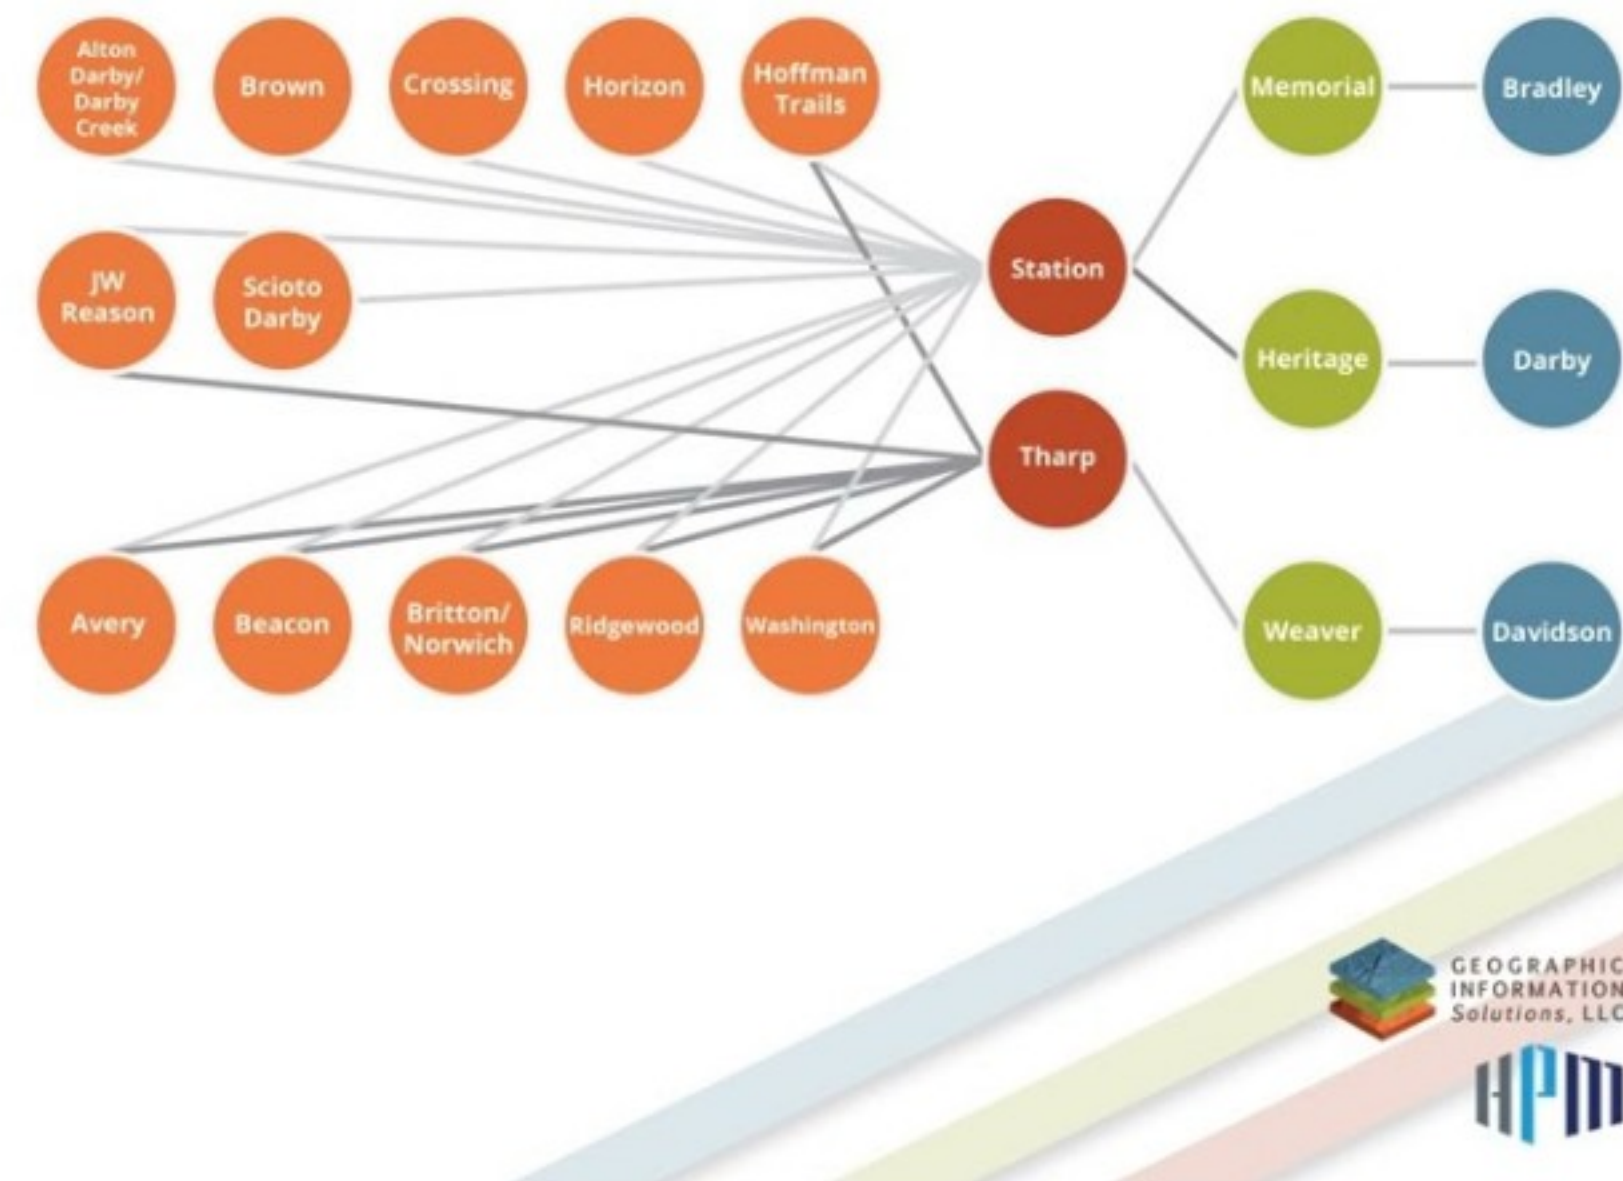 Alton
Darby/
Darby
Creek
Brown
Crossing
Horizon
Hoffman
Trails
Memorial
Bradley
Station
JW
Reason
Scioto
Darby
Heritage
Darby
Tharp
Avery
Beacon
Britton/
Norwich
Ridgewood
Washington
Weaver
Davidson
GEOGRAPHIC
INFORMATION
Solutions, LLC
HPM